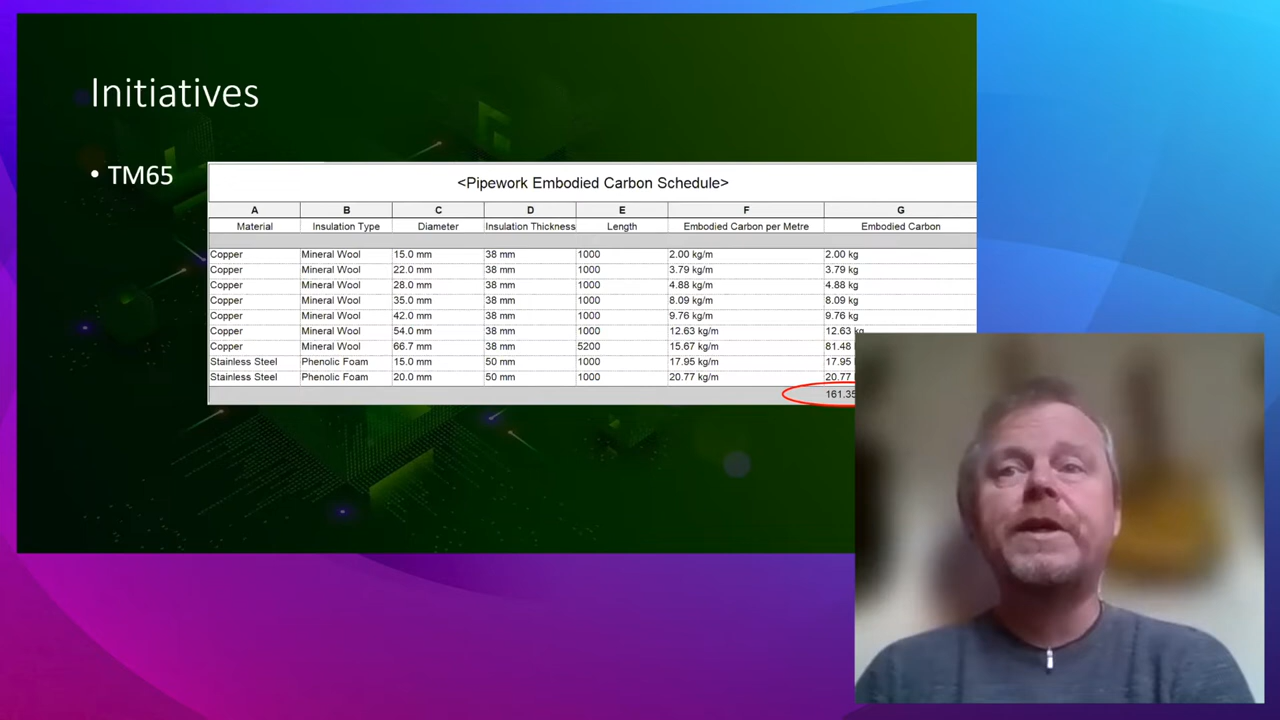 Initiatives
• TM65
<Pipework Embodied Carbon Schedule>
A B C D E F G
Material Insulation Type Diameter Insulation Thickness Length Embodied Carbon per Metre Embodied Carbon
Copper Mineral Wool 15.0 mm 38 mm 1000 2.00 kg/m 2.00 kg
Copper Mineral Wool 22.0 mm 38 mm 1000 3.79 kg/m 3.79 kg
Copper Mineral Wool 28.0 mm 38 mm 1000 4.88 kg/m 4.88 kg
Copper Mineral Wool 35.0 mm 38 mm 1000 8.09 kg/m 8.09 kg
Copper Mineral Wool 42.0 mm 38 mm 1000 9.76 kg/m 9.76 kg
Copper Mineral Wool 54.0 mm 38 mm 1000 12.63 kg/m 12.63 kg
Copper Mineral Wool 66.7 mm 38 mm 5200 15.67 kg/m 81.48
Stainless Steel Phenolic Foam 15.0 mm 50 mm 1000 17.95 kg/m 17.95
Stainless Steel Phenolic Foam 20.0 mm 50 mm 1000 20.77 kg/m 20.77
161.35